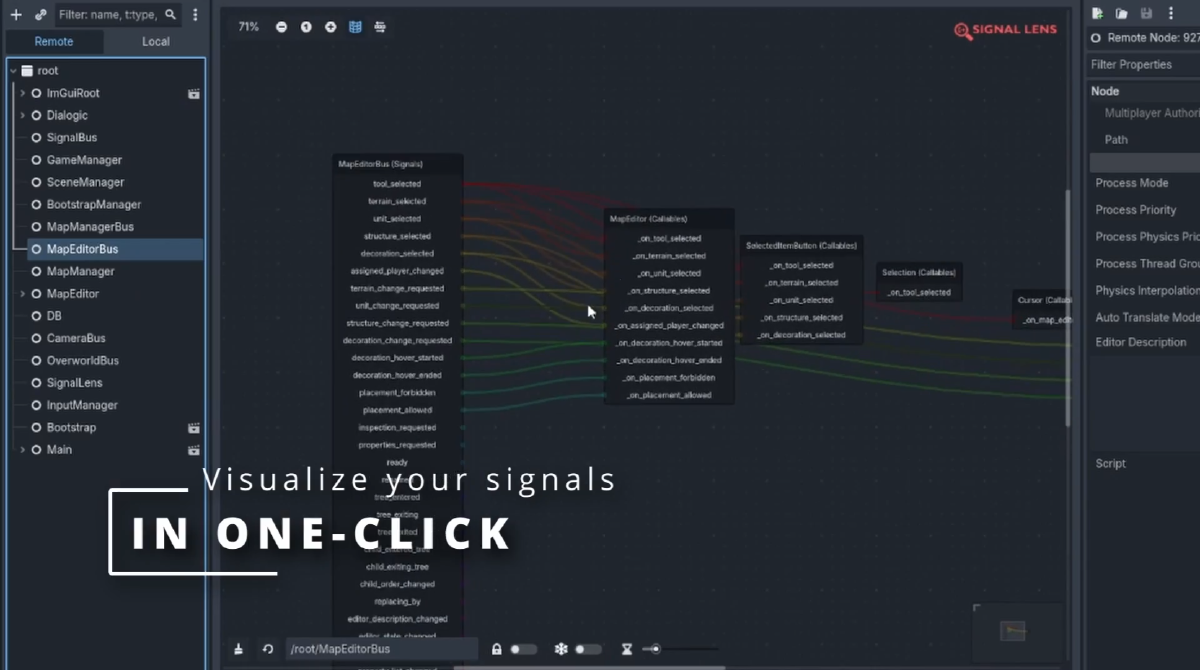 Filter: name, t:type,
Remote Local
root
ImGuiRoot
Dialogic
SignalBus
GameManager
SceneManager
BootstrapManager
MapManagerBus
MapEditorBus
MapManager
MapEditor
DB
CameraBus
OverworldBus
SignalLens
InputManager
Bootstrap
Main
71%
SIGNAL LENS
MapEditorBus (Signals)
tool_selected
terrain_selected
unit_selected
structure_selected
decoration_selected
assigned_player_changed
terrain_change_requested
unit_change_requested
structure_change_requested
decoration_change_requested
decoration_hover_started
decoration_hover_ended
placement_forbidden
placement_allowed
inspection_requested
properties_requested
ready
tree_entered
tree_exiting
tree_exited
child_entered_tree
child_exiting_tree
child_order_changed
replacing_by
editor_description_changed
editor_state_changed
MapEditor (Callables)
_on_tool_selected
_on_terrain_selected
_on_unit_selected
_on_structure_selected
_on_decoration_selected
_on_assigned_player_changed
_on_decoration_hover_started
_on_decoration_hover_ended
_on_placement_forbidden
_on_placement_allowed
SelectedItemButton (Callables)
_on_tool_selected
_on_terrain_selected
_on_unit_selected
_on_structure_selected
_on_decoration_selected
Selection (Callables)
_on_tool_selected
Cursor (Callabl
_on_map_edit
Visualize your signals
IN ONE-CLICK
/root/MapEditorBus
Remote Node: 927
Filter Properties
Node
Multiplayer Authori
Path
Process Mode
Process Priority
Process Physics Prio
Process Thread Grou
Physics Interpolation
Auto Translate Mode
Editor Description
Script